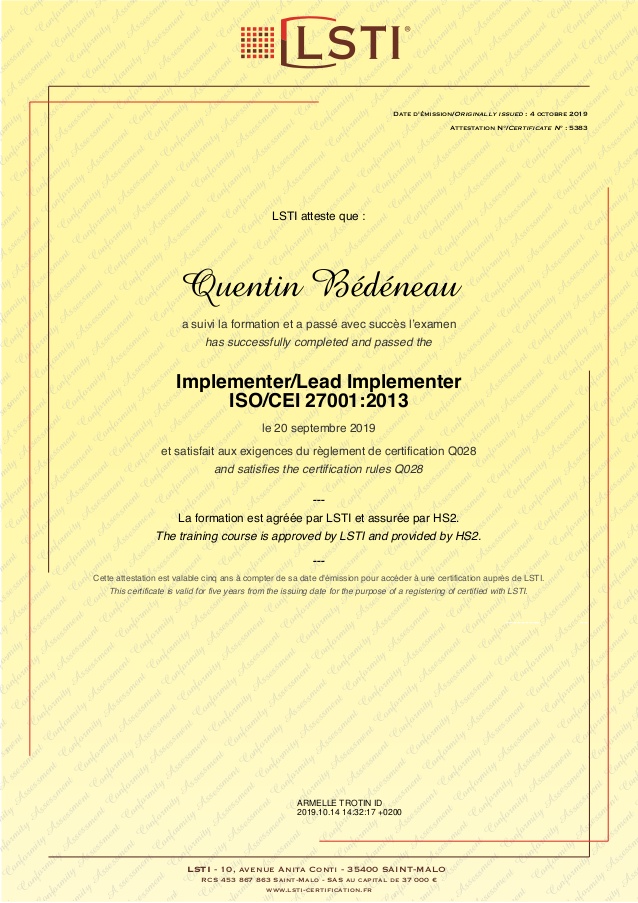 LSTI®
Date d'émission/Originally issued : 4 octobre 2019
Attestation N°/Certificate N° : 5383
LSTI atteste que :
Quentin Bédéneau
a suivi la formation et a passé avec succès l'examen
has successfully completed and passed the
Implementer/Lead Implementer
ISO/CEI 27001:2013
le 20 septembre 2019
et satisfait aux exigences du règlement de certification Q028
and satisfies the certification rules Q028
---
La formation est agréée par LSTI et assurée par HS2.
The training course is approved by LSTI and provided by HS2.
---
Cette attestation est valable cinq ans à compter de sa date d'émission pour accéder à une certification auprès de LSTI.
This certificate is valid for five years from the issuing date for the purpose of a registering of certified with LSTI.
ARMELLE TROTIN ID
2019.10.14 14:32:17 +0200
LSTI - 10, avenue Anita Conti - 35400 SAINT-MALO
RCS 453 867 863 Saint-Malo - SAS au capital de 37 000 €
www.lsti-certification.fr